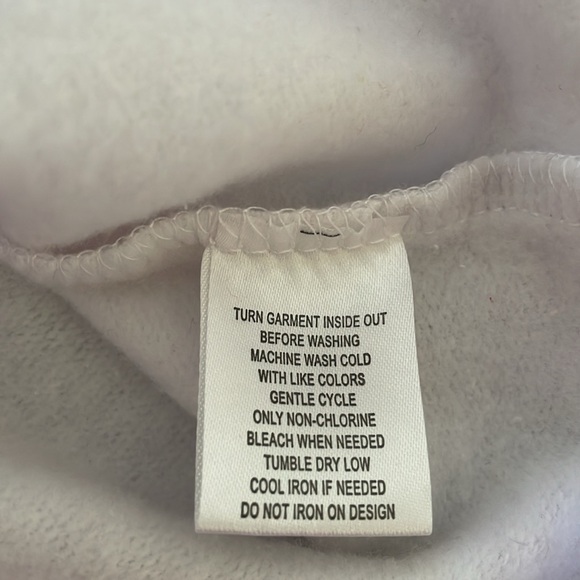 TURN GARMENT INSIDE OUT
BEFORE WASHING
MACHINE WASH COLD
WITH LIKE COLORS
GENTLE CYCLE
ONLY NON-CHLORINE
BLEACH WHEN NEEDED
TUMBLE DRY LOW
COOL IRON IF NEEDED
DO NOT IRON ON DESIGN